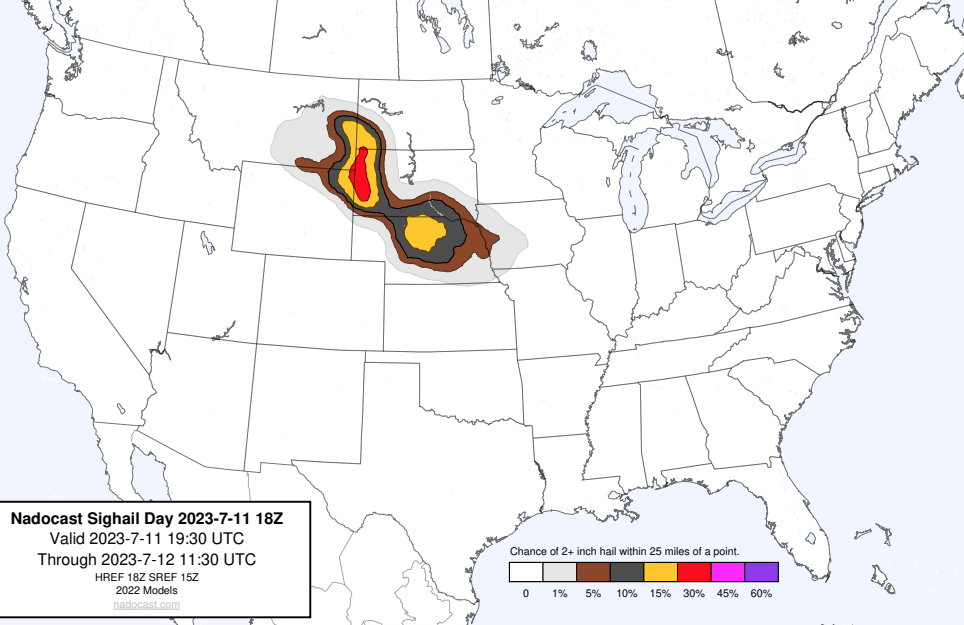 Nadocast Sighail Day 2023-7-11 18Z
Valid 2023-7-11 19:30 UTC
Through 2023-7-12 11:30 UTC
HREF 18Z SREF 15Z
2022 Models
nadocast.com
Chance of 2+ inch hail within 25 miles of a point.
0 1% 5% 10% 15% 30% 45% 60%